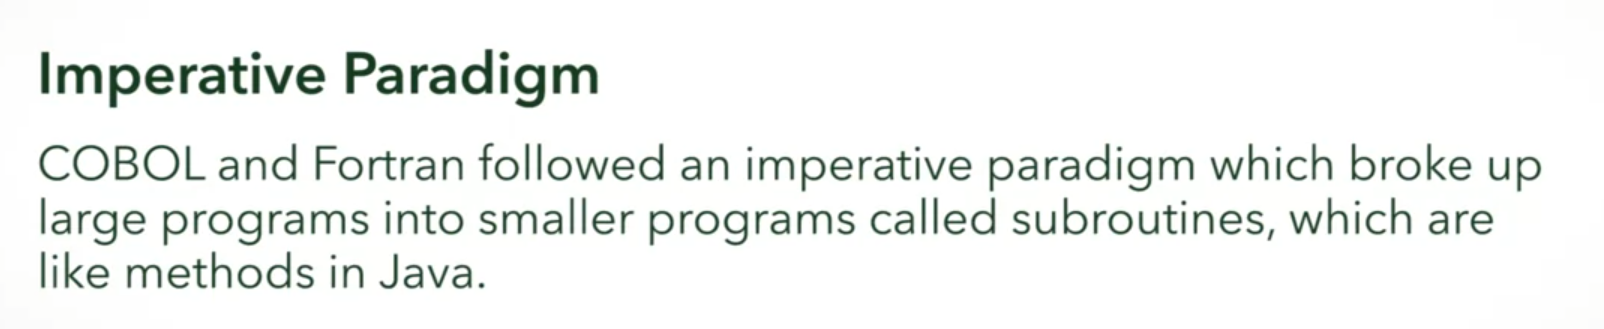 Imperative Paradigm
COBOL and Fortran followed an imperative paradigm which broke up
large programs into smaller programs called subroutines, which are
like methods in Java.